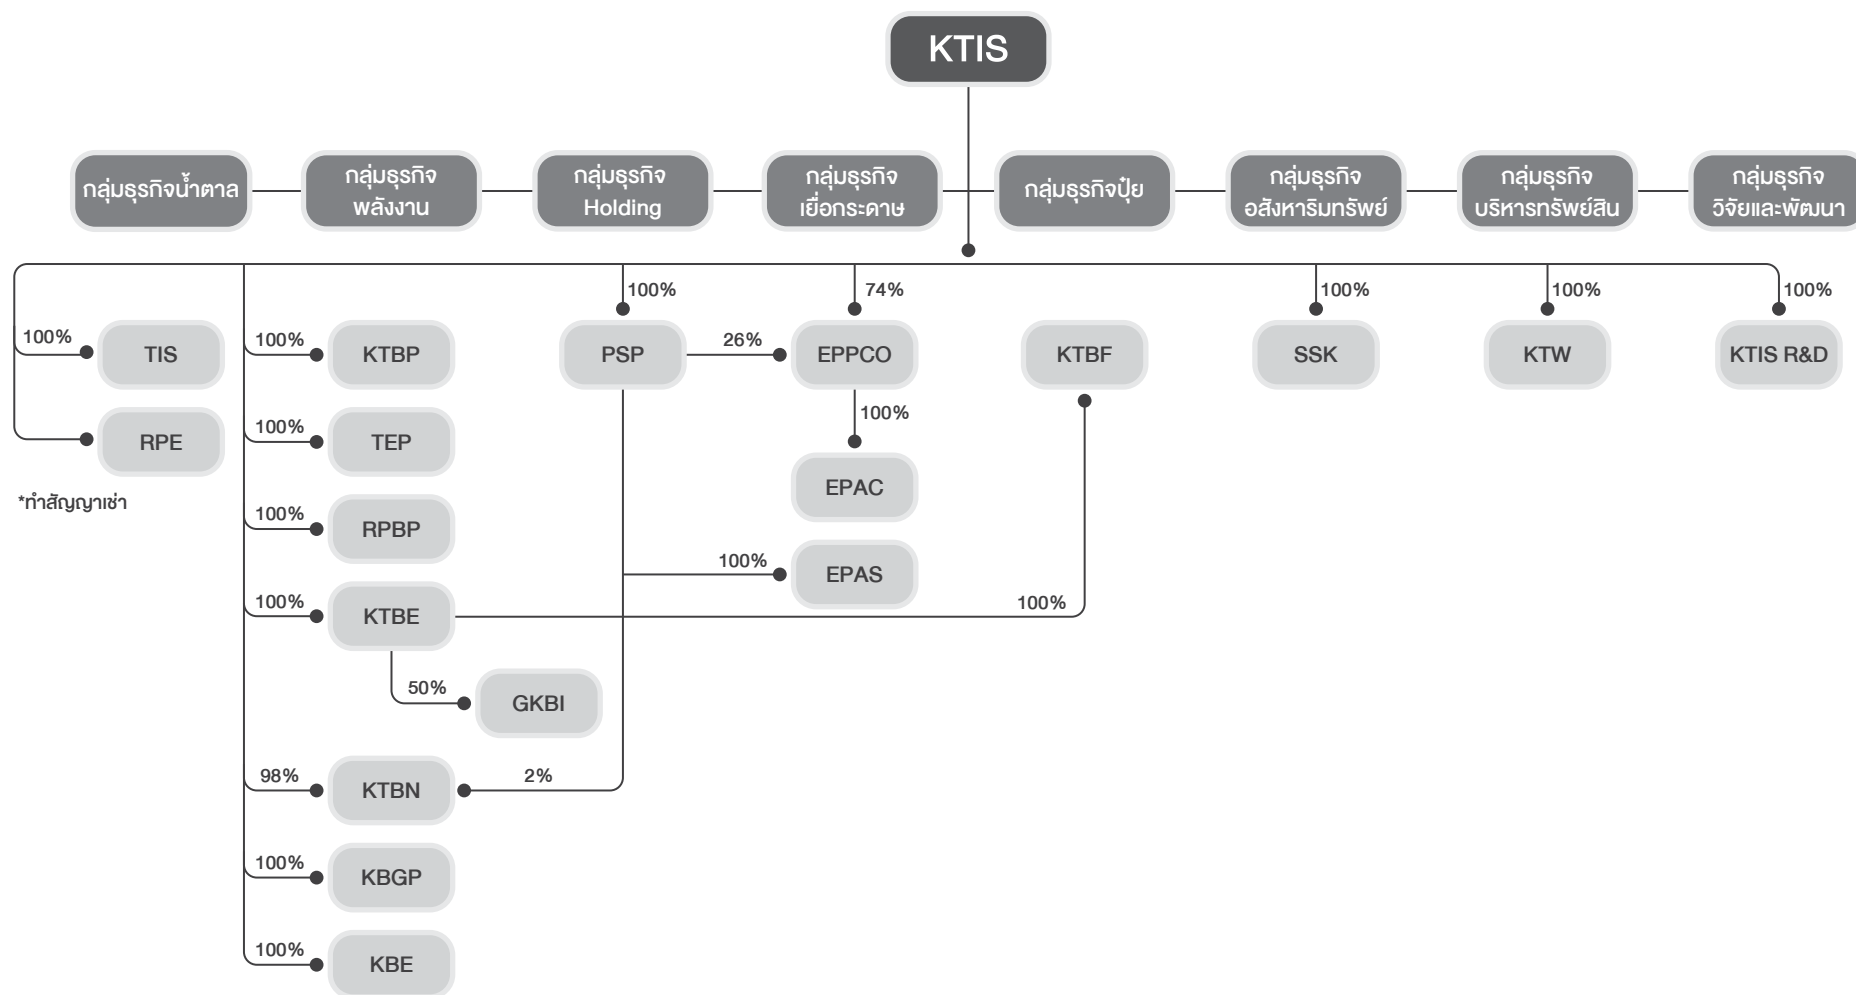 KTIS
กลุ่มธุรกิจน้ำตาล
กลุ่มธุรกิจ
พลังงาน
กลุ่มธุรกิจ
Holding
กลุ่มธุรกิจ
เยื่อกระดาษ
กลุ่มธุรกิจปุ๋ย
กลุ่มธุรกิจ
อสังหาริมทรัพย์
กลุ่มธุรกิจ
บริหารทรัพย์สิน
กลุ่มธุรกิจ
วิจัยและพัฒนา
100%
74%
100%
100%
100%
100%
TIS
100%
KTBP
PSP
26%
EPPCO
KTBF
SSK
KTW
KTIS R&D
100%
RPE
100%
TEP
EPAC
*ทำสัญญาเช่า
100%
RPBP
100%
EPAS
100%
KTBE
100%
50%
GKBI
98%
KTBN
2%
100%
KBGP
100%
KBE